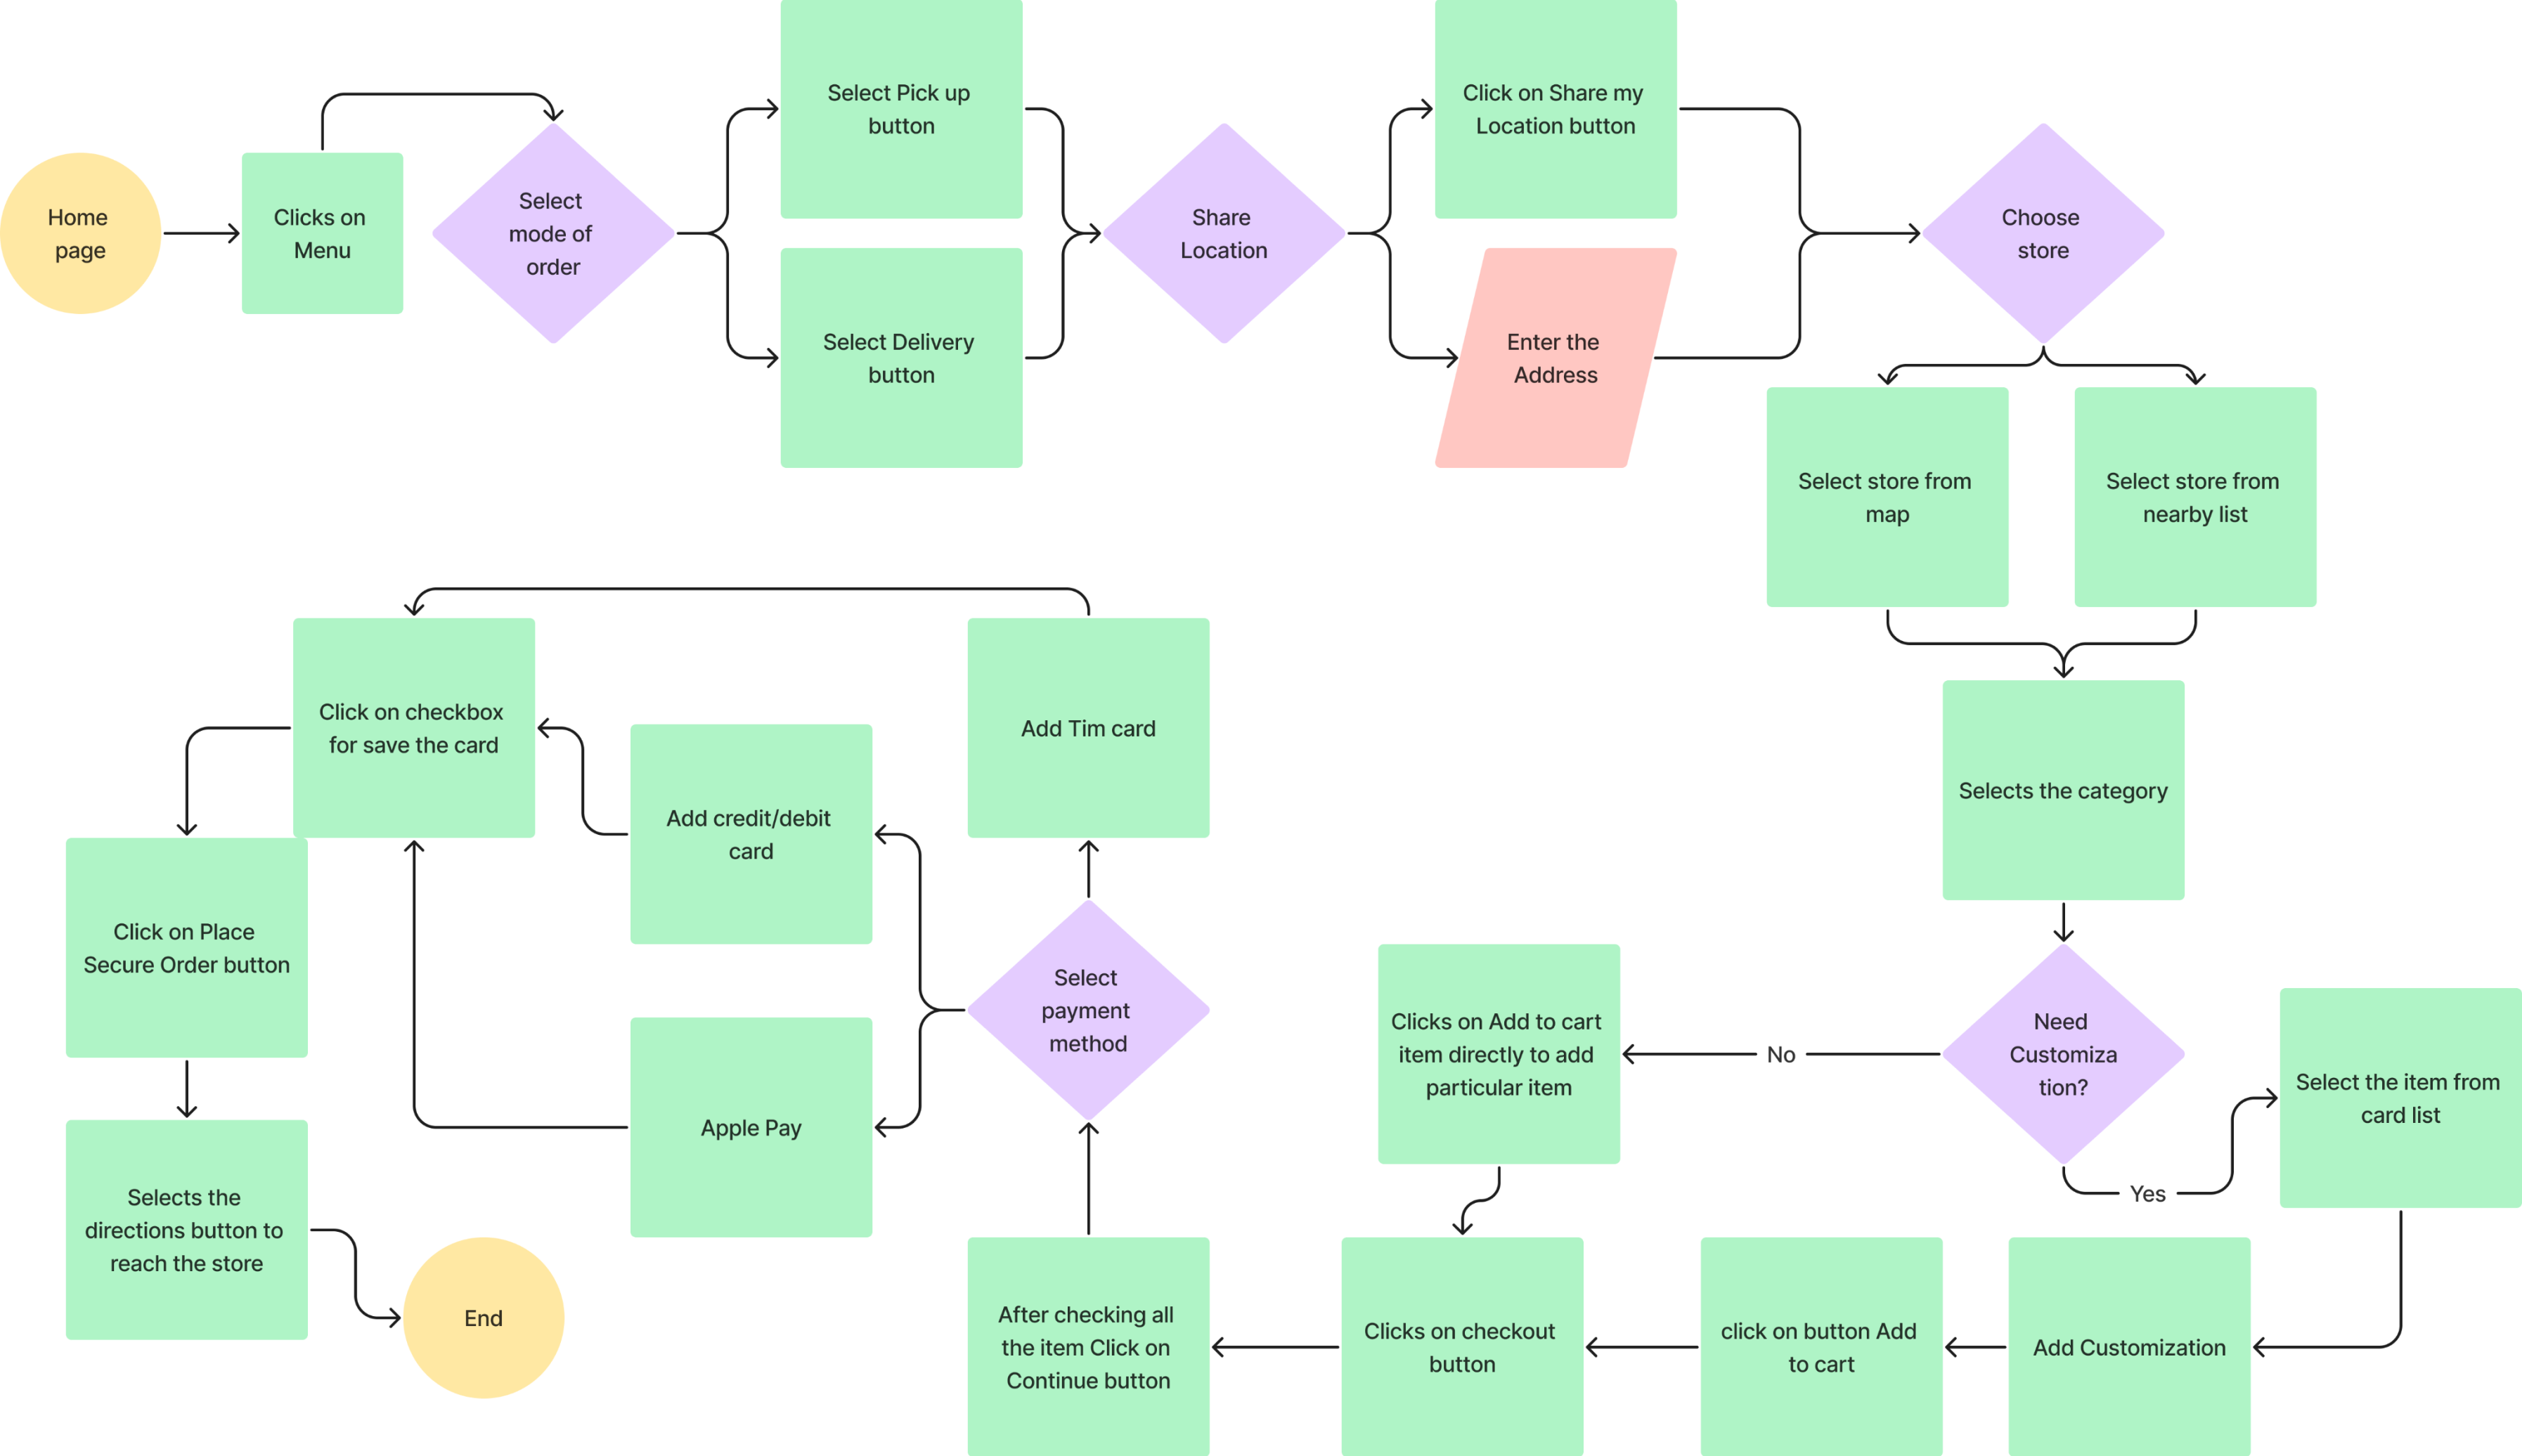 Home
page
Clicks on
Menu
Select
mode of
order
Select Pick up
button
Select Delivery
button
Share
Location
Click on Share my
Location button
Enter the
Address
Choose
store
Select store from
map
Select store from
nearby list
Selects the category
Need
Customiza
tion?
No
Yes
Clicks on Add to cart
item directly to add
particular item
Select the item from
card list
Add Customization
click on button Add
to cart
Clicks on checkout
button
After checking all
the item Click on
Continue button
Select
payment
method
Add Tim card
Add credit/debit
card
Apple Pay
Click on checkbox
for save the card
Click on Place
Secure Order button
Selects the
directions button to
reach the store
End